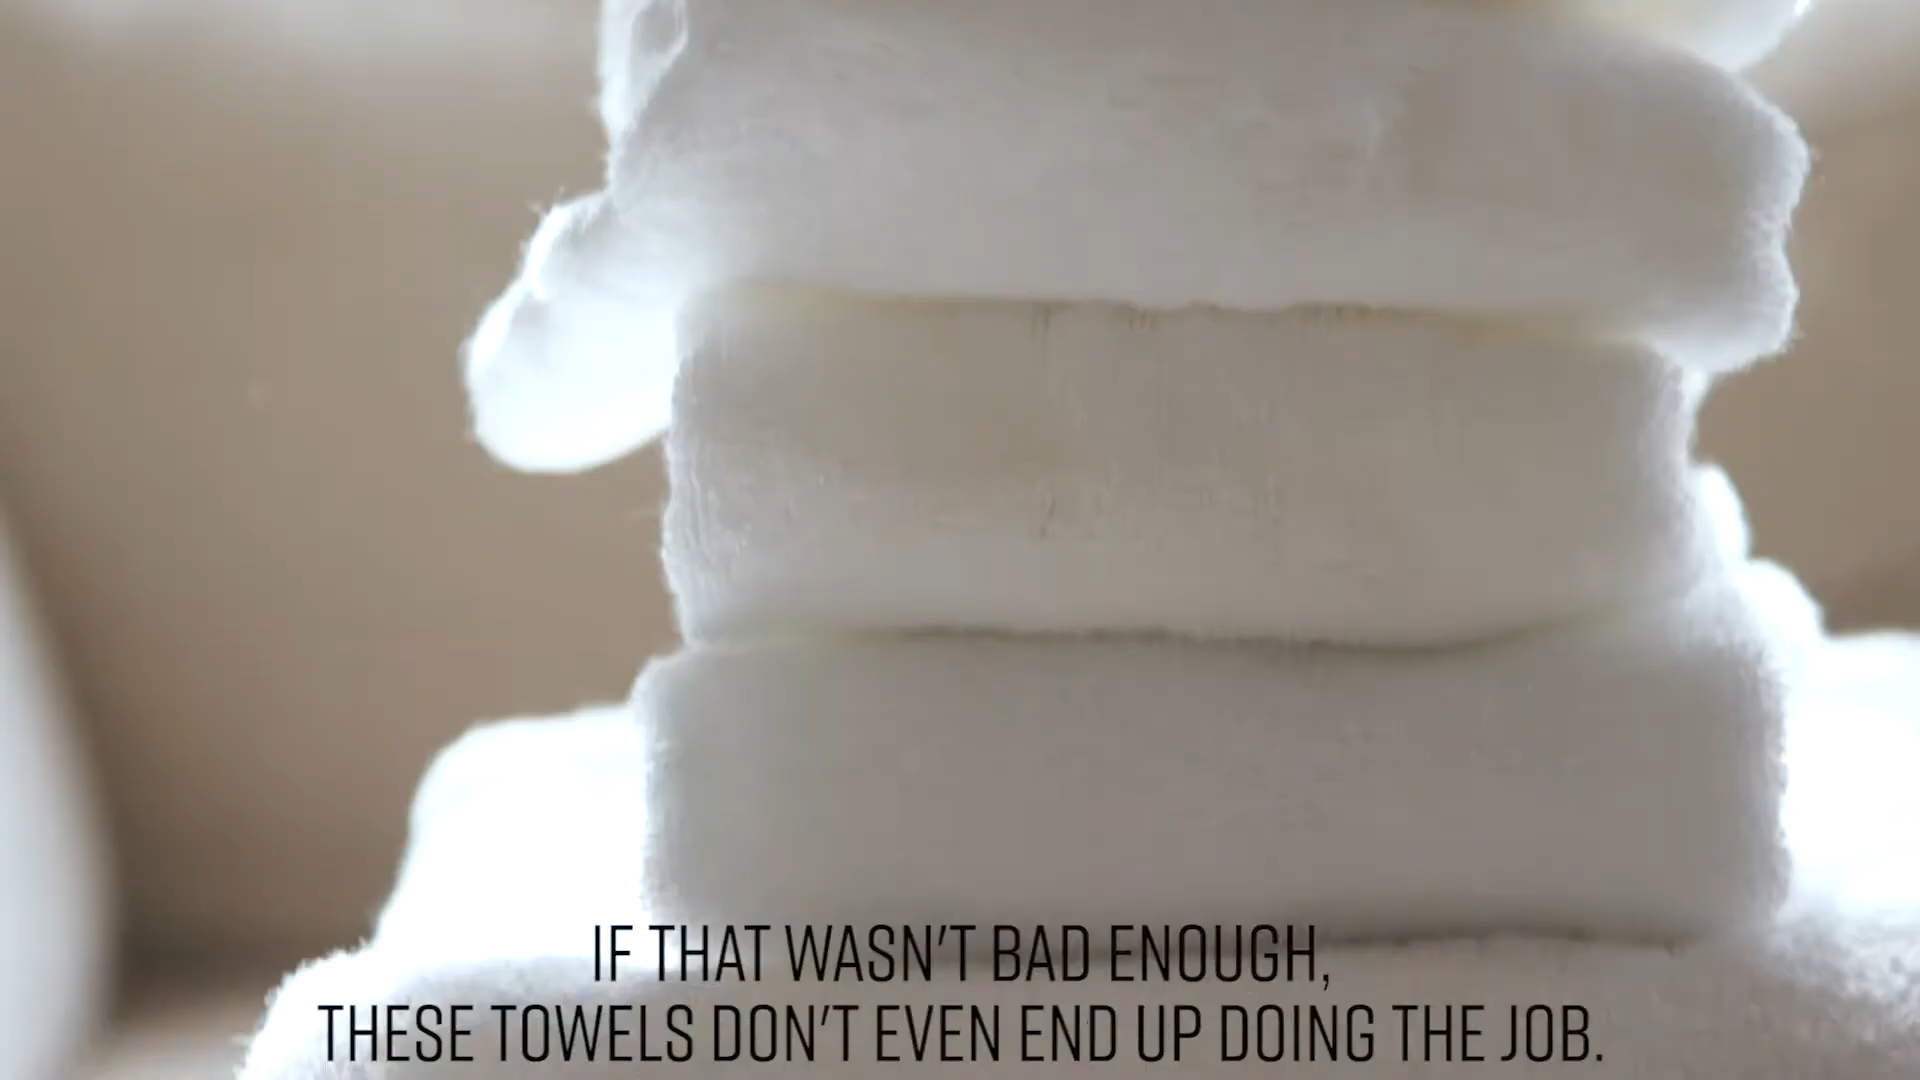 IF THAT WASN'T BAD ENOUGH,
THESE TOWELS DON'T EVEN END UP DOING THE JOB.